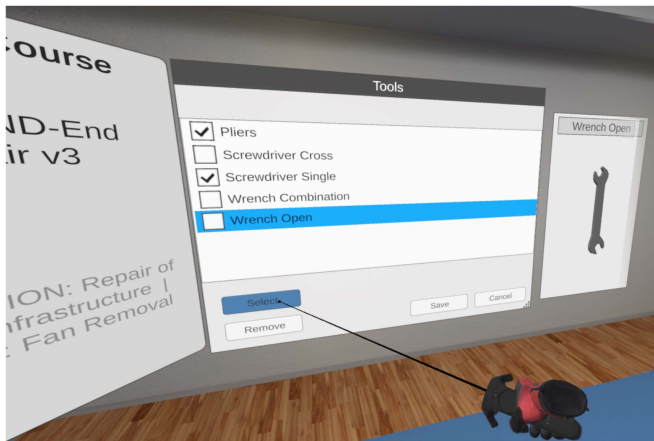 ourse
ND-End
ir v3
ION: Repair of
nfrastructure |
: Fan Removal
Tools
Pliers
Screwdriver Cross
Screwdriver Single
Wrench Combination
Wrench Open
Select
Remove
Save
Cancel
Wrench Open